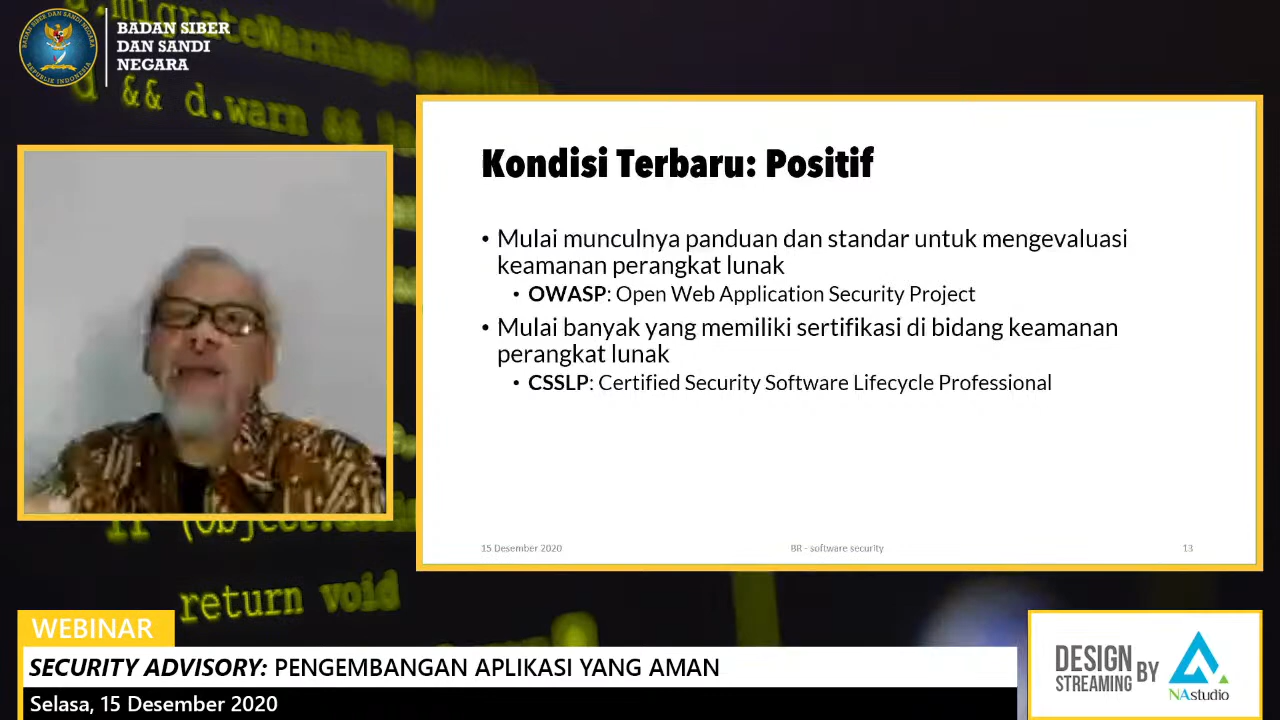 BADAN SIBER
DAN SANDI
NEGARA
d && d.warn &&
Kondisi Terbaru: Positif
• Mulai munculnya panduan dan standar untuk mengevaluasi
keamanan perangkat lunak
• OWASP: Open Web Application Security Project
• Mulai banyak yang memiliki sertifikasi di bidang keamanan
perangkat lunak
• CSSLP: Certified Security Software Lifecycle Professional
15 Desember 2020
BR - software security
13
return void
WEBINAR
SECURITY ADVISORY: PENGEMBANGAN APLIKASI YANG AMAN
Selasa, 15 Desember 2020
DESIGN
STREAMING
BY
NAstudio